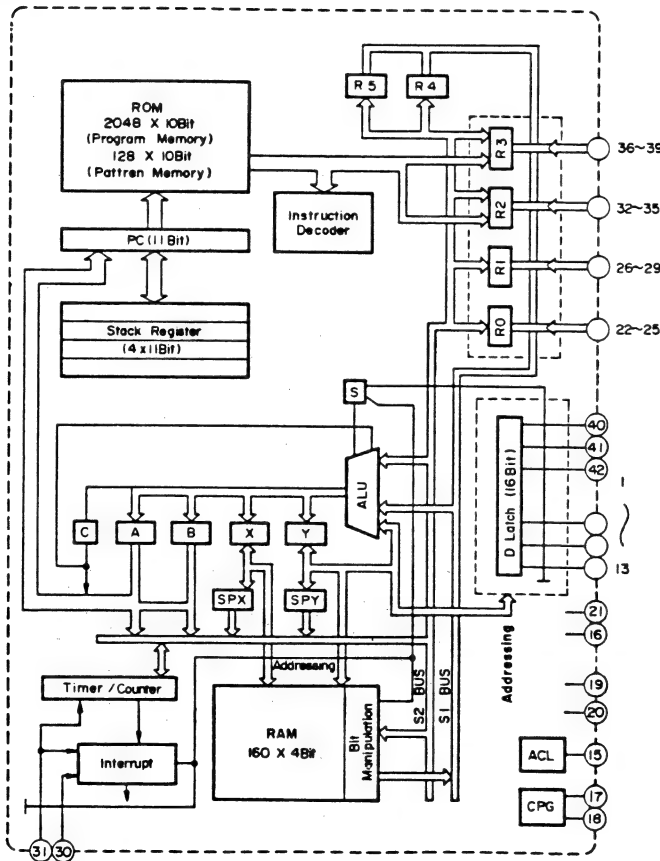 R5
R4
ROM
2048 X 10Bit
(Program Memory)
128 X 10Bit
(Pattren Memory)
R3
36~39
Instruction
Decoder
R2
32~35
PC(11Bit)
R1
26~29
Stack Register
(4x11Bit)
R0
22~25
S
ALU
D Latch (16Bit)
40
41
42
1
13
C
A
B
X
Y
SPX
SPY
21
16
Addressing
Addressing
Timer/Counter
S2 BUS
S1 BUS
19
20
RAM
160 X 4Bit
Bit
Manipulation
Interrupt
ACL
15
CPG
17
18
31
30